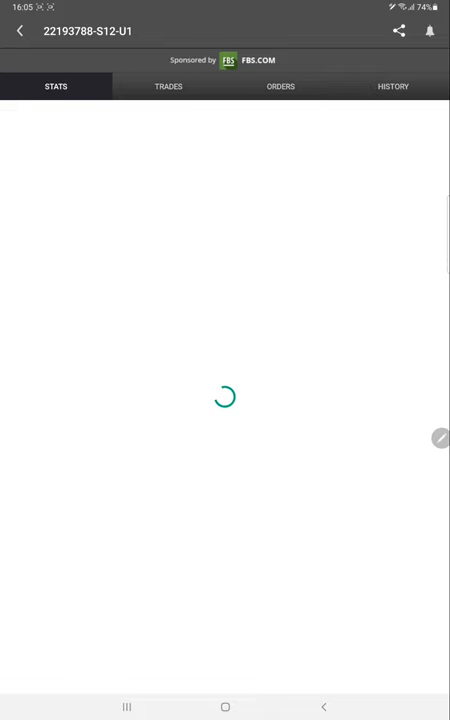 16:05 74%
22193788-S12-U1
Sponsored by FBS FBS.COM
STATS TRADES ORDERS HISTORY